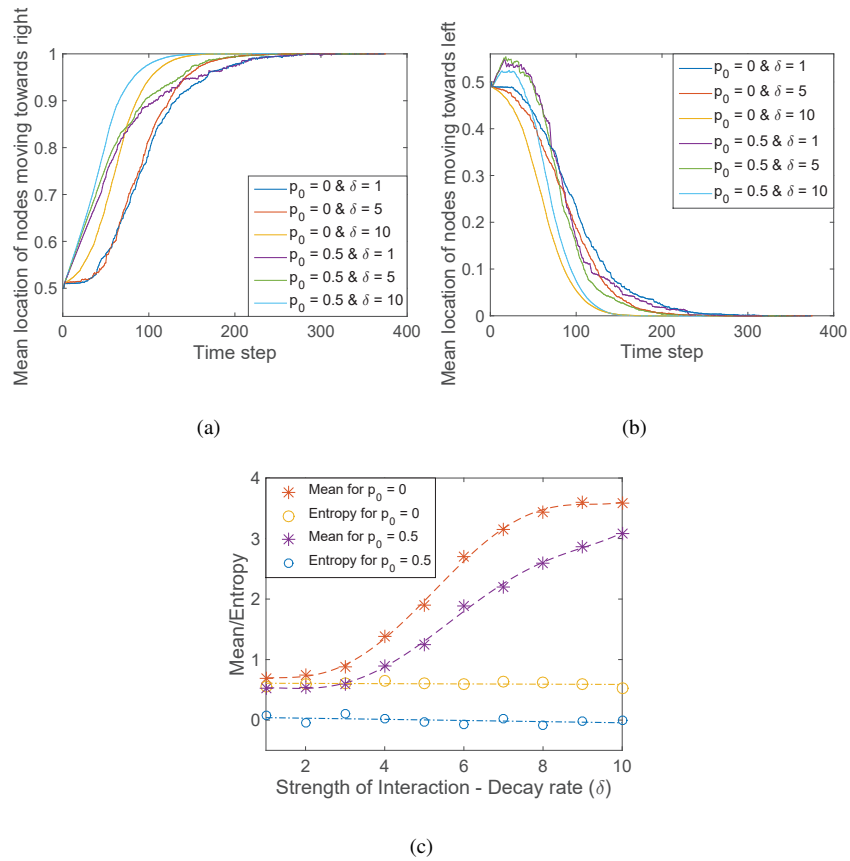 Mean location of nodes moving towards right
1
0.9
0.8
0.7
0.6
0.5
0
100
200
300
400
Time step
p0 = 0 & δ = 1
p0 = 0 & δ = 5
p0 = 0 & δ = 10
p0 = 0.5 & δ = 1
p0 = 0.5 & δ = 5
p0 = 0.5 & δ = 10
(a)
Mean location of nodes moving towards left
0.5
0.4
0.3
0.2
0.1
0
0
100
200
300
400
Time step
p0 = 0 & δ = 1
p0 = 0 & δ = 5
p0 = 0 & δ = 10
p0 = 0.5 & δ = 1
p0 = 0.5 & δ = 5
p0 = 0.5 & δ = 10
(b)
Mean/Entropy
4
3
2
1
0
2
4
6
8
10
Strength of Interaction - Decay rate (δ)
Mean for p0 = 0
Entropy for p0 = 0
Mean for p0 = 0.5
Entropy for p0 = 0.5
(c)